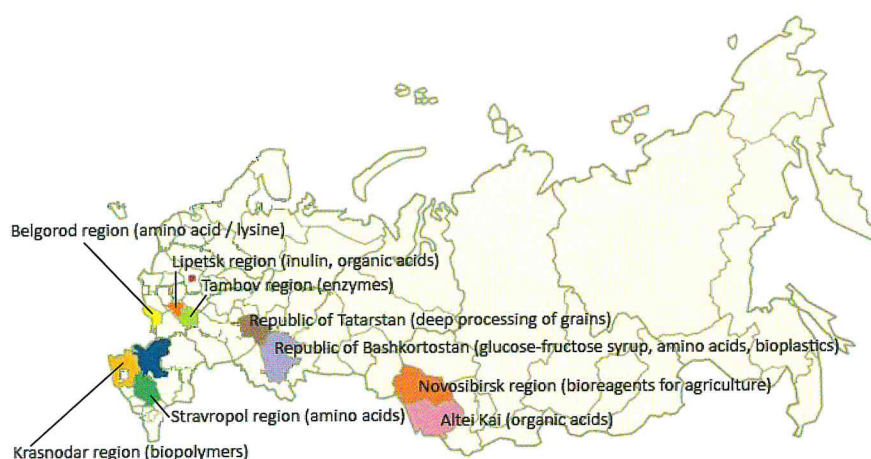 Belgorod region (amino acid / lysine)
Lipetsk region (inulin, organic acids)
Tambov region (enzymes)
Republic of Tatarstan (deep processing of grains)
Republic of Bashkortostan (glucose-fructose syrup, amino acids, bioplastics)
Novosibirsk region (bioreagents for agriculture)
Altei Kai (organic acids)
Stravropol region (amino acids)
Krasnodar region (biopolymers)